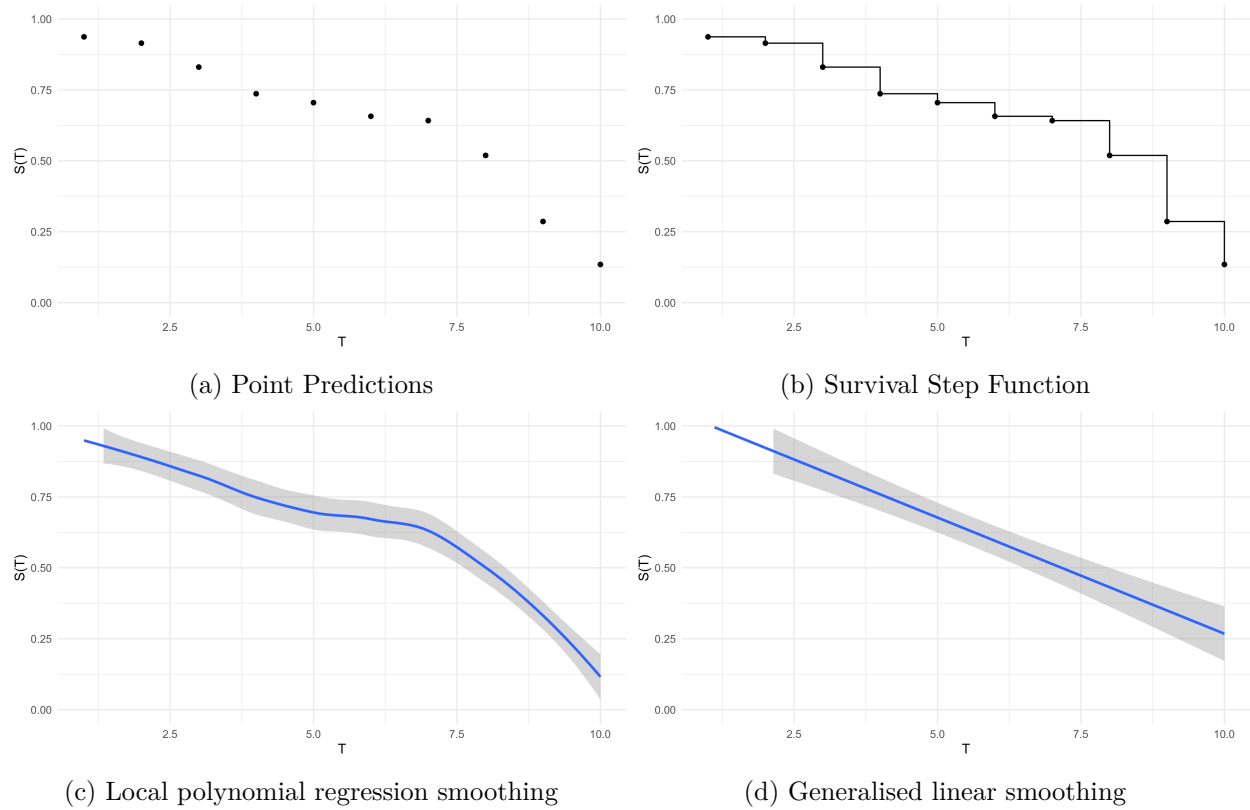 1.00
0.75
0.50
0.25
0.00
S(T)
2.5 5.0 7.5 10.0
T
(a) Point Predictions
1.00
0.75
0.50
0.25
0.00
S(T)
2.5 5.0 7.5 10.0
T
(b) Survival Step Function
1.00
0.75
0.50
0.25
0.00
S(T)
2.5 5.0 7.5 10.0
T
(c) Local polynomial regression smoothing
1.00
0.75
0.50
0.25
0.00
S(T)
2.5 5.0 7.5 10.0
T
(d) Generalised linear smoothing